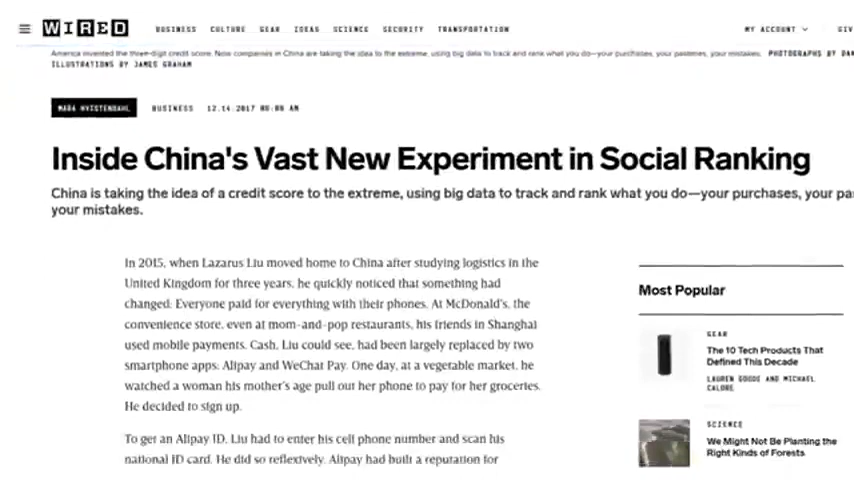 WIRED
BUSINESS CULTURE GEAR IDEAS SCIENCE SECURITY TRANSPORTATION
MY ACCOUNT
America invented the three-digit credit score. Now companies in China are taking the idea to the extreme, using big data to track and rank what you do—your purchases, your pastimes, your mistakes. PHOTOGRAPHS BY
ILLUSTRATIONS BY JAMES GRAHAM
MARA HVISTENDAHL BUSINESS 12.14.2017
Inside China's Vast New Experiment in Social Ranking
China is taking the idea of a credit score to the extreme, using big data to track and rank what you do—your purchases, your pa
your mistakes.
In 2015, when Lazarus Liu moved home to China after studying logistics in the
United Kingdom for three years, he quickly noticed that something had
changed: Everyone paid for everything with their phones. At McDonald's, the
convenience store, even at mom-and-pop restaurants, his friends in Shanghai
used mobile payments. Cash, Liu could see, had been largely replaced by two
smartphone apps: Alipay and WeChat Pay. One day, at a vegetable market, he
watched a woman his mother's age pull out her phone to pay for her groceries.
He decided to sign up.
To get an Alipay ID, Liu had to enter his cell phone number and scan his
national ID card. He did so reflexively. Alipay had built a reputation for
Most Popular
GEAR
The 10 Tech Products That
Defined This Decade
LAUREN GOODE AND MICHAEL
CALORE
SCIENCE
We Might Not Be Planting the
Right Kinds of Forests